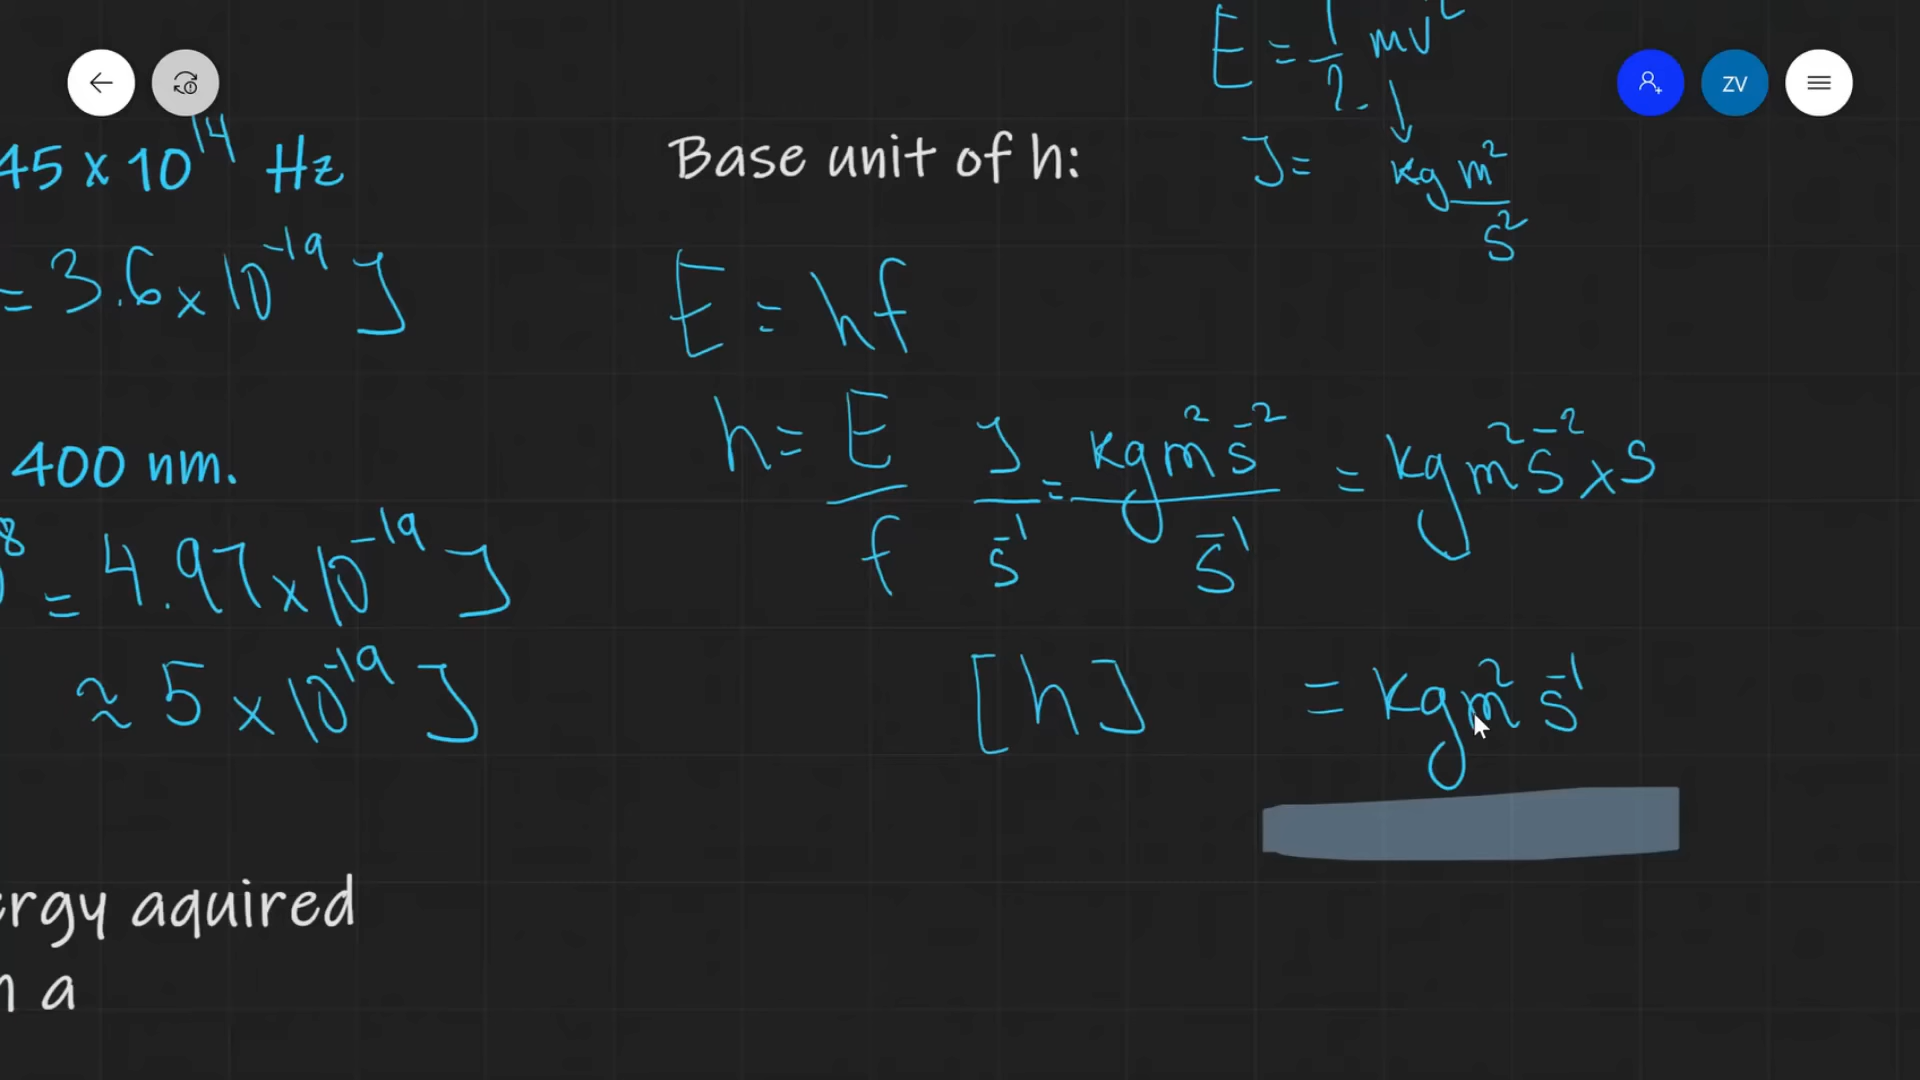 E = 1/2 mv²
ZV
45 x 10¹⁴ Hz
Base unit of h:
J = kg m²/s²
= 3.6 x 10⁻¹⁹ J
E = hf
h = E/f J/s⁻¹ = kg m² s⁻²/s⁻¹ = kg m² s⁻² x s
400 nm.
8
= 4.97 x 10⁻¹⁹ J
≈ 5 x 10⁻¹⁹ J
[h] = kg m² s⁻¹
ergy aquired
a